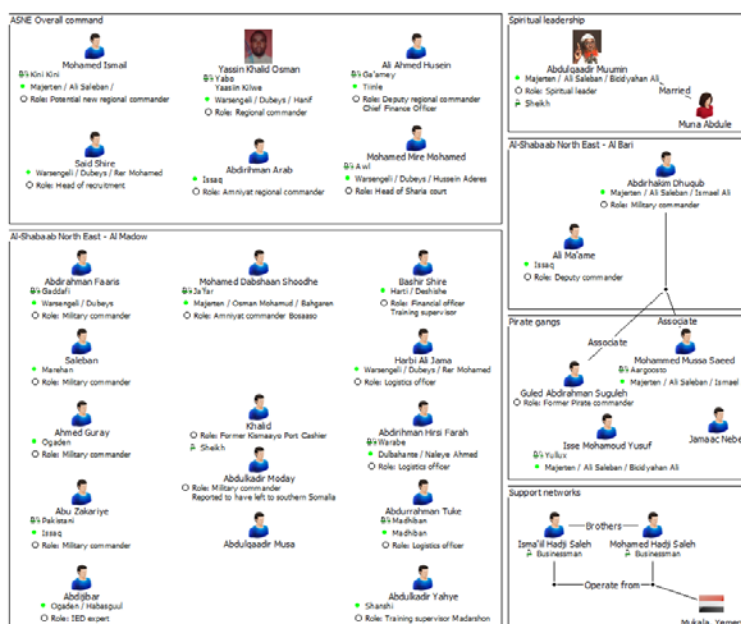 ASNE Overall command
Mohamed Ismail
Kini Kini
Majerten / Ali Saleban /
Role: Potential new regional commander
Yassin Khalid Osman
Yabo
Yaasiin Kilwe
Warsengeli / Dubeys / Hanif
Role: Regional commander
Ali Ahmed Husein
Ga'amey
Role: Deputy regional commander
Chief Finance Officer
Said Shire
Warsengeli / Dubeys / Rer Mohamed
Role: Head of recruitment
Abdirihman Arab
Issaq
Role: Amniyat regional commander
Mohamed Mire Mohamed
Awl
Warsengeli / Dubeys / Hussein Aderes
Role: Head of Sharia court
Spiritual leadership
Abdulqaadir Muumin
Majerten / Ali Saleban / Bicidyahan Ali
Role: Spiritual leader
Sheikh
Married
Muna Abdule
Al-Shabaab North East - Al Bari
Abdirhakim Dhuqub
Majerten / Ali Saleban / Ismael Ali
Role: Military commander
Ali Ma'ame
Issaq
Role: Deputy commander
Al-Shabaab North East - Al Madow
Abdirahman Faaris
Gaddafi
Warsengeli / Dubeys
Role: Military commander
Mohamed Dabshaan Shoodhe
Ja'far
Majerten / Osman Mohamud / Bahgaren
Role: Amniyat commander Bosaaso
Bashir Shire
Harti / Deshishe
Role: Financial officer
Training supervisor
Saleban
Marehan
Role: Military commander
Harbi Ali Jama
Warsengeli / Dubeys / Rer Mohamed
Role: Logistics officer
Ahmed Guray
Ogaden
Role: Military commander
Khalid
Role: Former Kismaayo Port Cashier
Sheikh
Abdirihman Hirsi Farah
Warabe
Dulbahante / Naleye Ahmed
Role: Logistics officer
Abdulkadir Moday
Role: Military commander
Reported to have left to southern Somalia
Abu Zakariye
Pakistani
Issaq
Role: Military commander
Abdulqaadir Musa
Abdurrahman Tuke
Madhiban
Madhiban
Role: Logistics officer
Abdijibar
Ogaden / Habasguul
Role: IED expert
Abdulkadir Yahye
Shanshi
Role: Training supervisor Madarshon
Pirate gangs
Associate
Associate
Mohammed Mussa Saeed
Aargoosto
Majerten / Ali Saleban / Ismael
Guled Abdirahman Suguleh
Role: Former Pirate commander
Isse Mohamoud Yusuf
Yullux
Majerten / Ali Saleban / Bicidyahan Ali
Jamaac Nebe
Support networks
Brothers
Isma'iil Hadji Saleh
Businessman
Mohamed Hadji Saleh
Businessman
Operate from
Mukala, Yemen